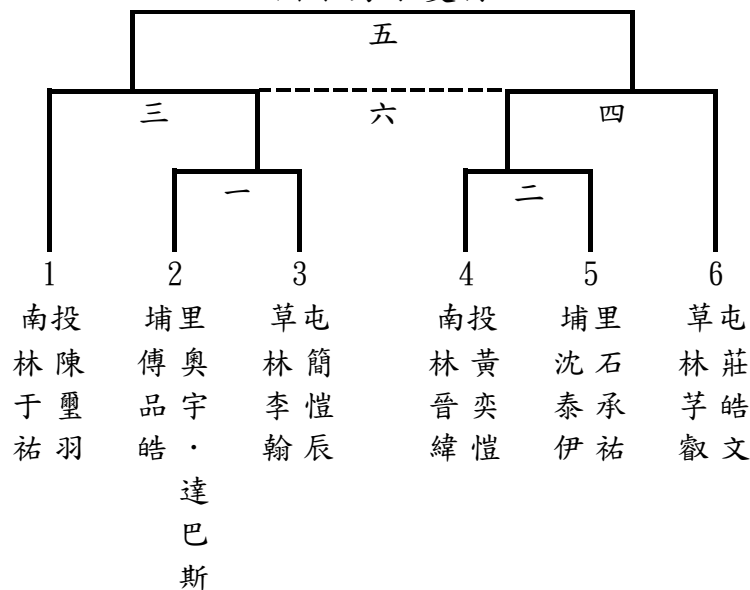 五
三 六 四
一 二
1 2 3 4 5 6
南投 埔里 草屯 南投 埔里 草屯
林 陳 傅 奧 林 簡 林 黃 沈 石 林 莊
于 璽 品 宇 李 愷 晉 奕 泰 承 芓 皓
祐 羽 皓 · 翰 辰 緯 愷 伊 祐 叡 文
達
巴
斯